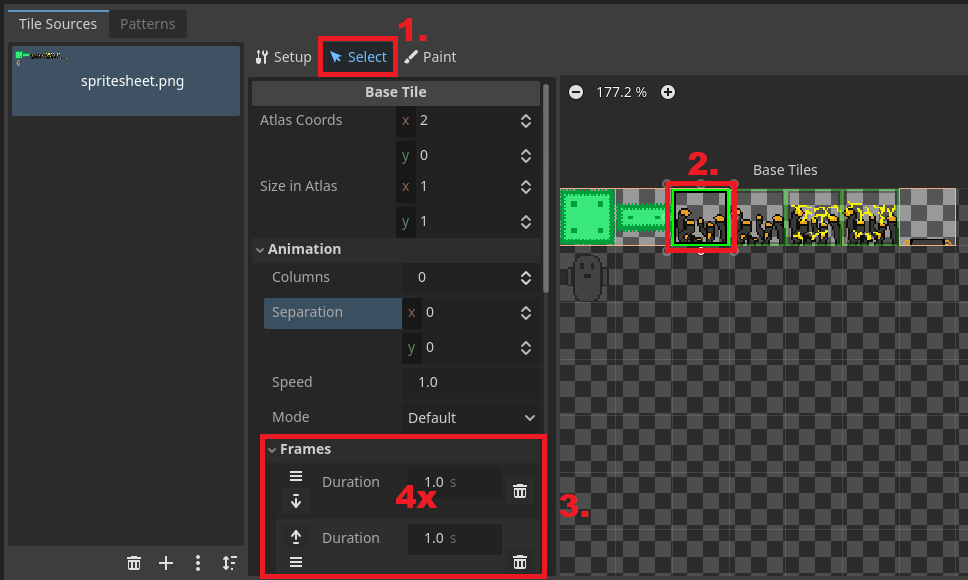 Tile Sources Patterns
1.
spritesheet.png
Setup Select Paint
Base Tile
177.2 %
Atlas Coords x 2
y 0
Size in Atlas x 1
y 1
2.
Base Tiles
Animation
Columns 0
Separation x 0
y 0
Speed 1.0
Mode Default
Frames
Duration 1.0 s
4x
3.
Duration 1.0 s